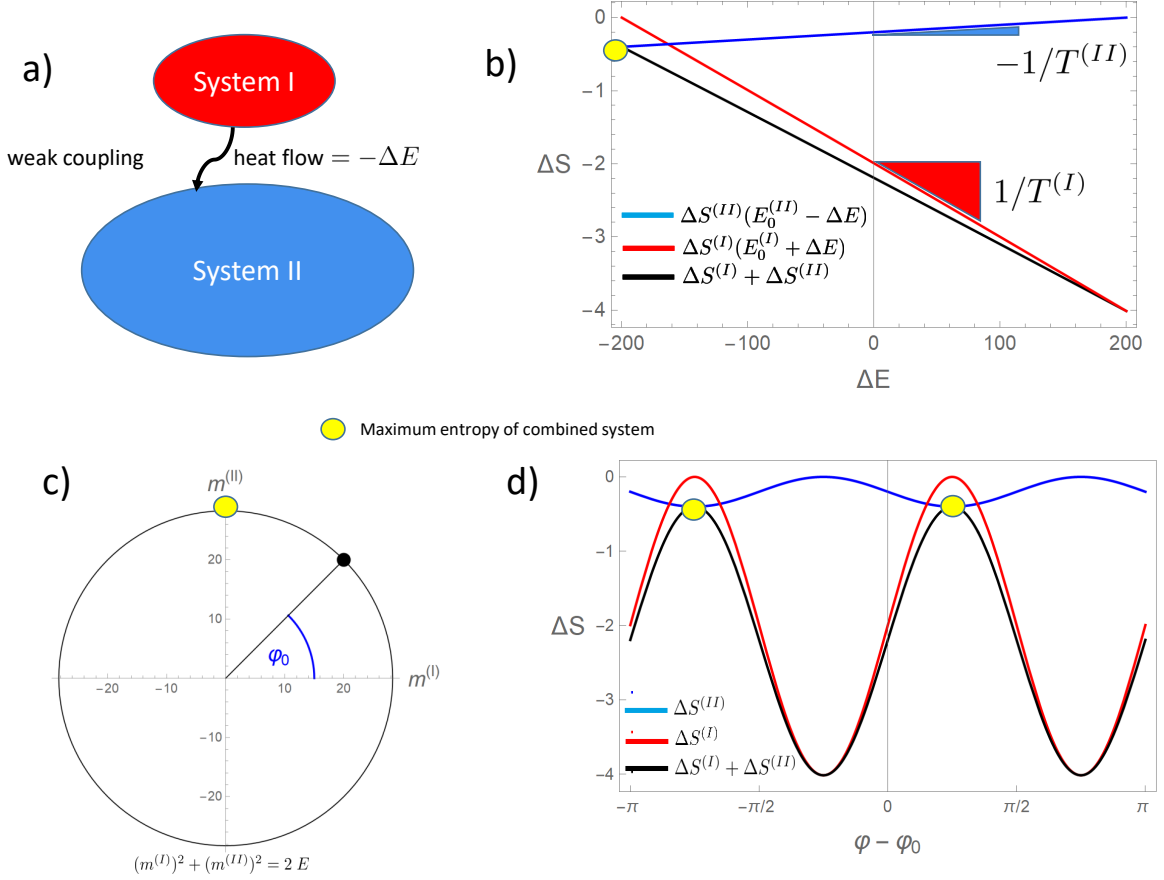 a)
System I
weak coupling
heat flow = −ΔE
System II
b)
ΔS
0
−1
−2
−3
−4
−1/T^(II)
1/T^(I)
ΔS^(II)(E_0^(II) − ΔE)
ΔS^(I)(E_0^(I) + ΔE)
ΔS^(I) + ΔS^(II)
−200 −100 0 100 200
ΔE
Maximum entropy of combined system
c)
m^(II)
20
10
φ_0
m^(I)
−20 −10 10 20
−10
−20
(m^(I))^2 + (m^(II))^2 = 2 E
d)
ΔS
0
−1
−2
−3
−4
ΔS^(II)
ΔS^(I)
ΔS^(I) + ΔS^(II)
−π −π/2 0 π/2 π
φ − φ_0